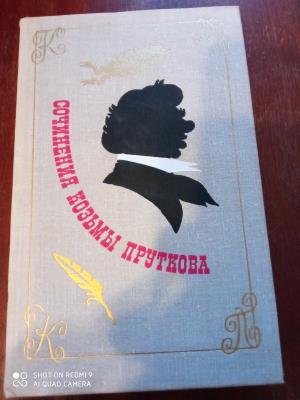 К
СОЧИНЕНИЯ КОЗЬМЫ ПРУТКОВА
К
П
SHOT ON REDMI 9
AI QUAD CAMERA